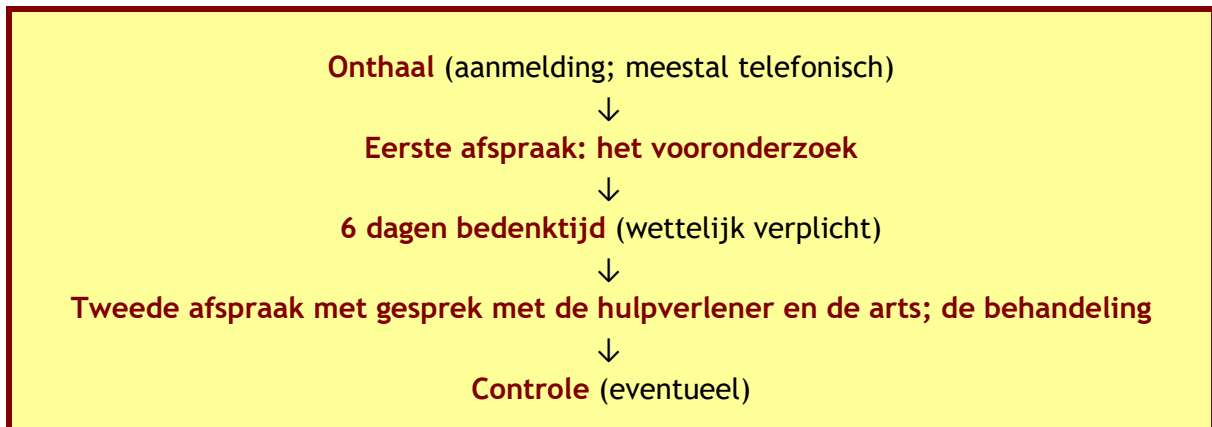 Onthaal (aanmelding; meestal telefonisch)
↓
Eerste afspraak: het vooronderzoek
↓
6 dagen bedenktijd (wettelijk verplicht)
↓
Tweede afspraak met gesprek met de hulpverlener en de arts; de behandeling
↓
Controle (eventueel)